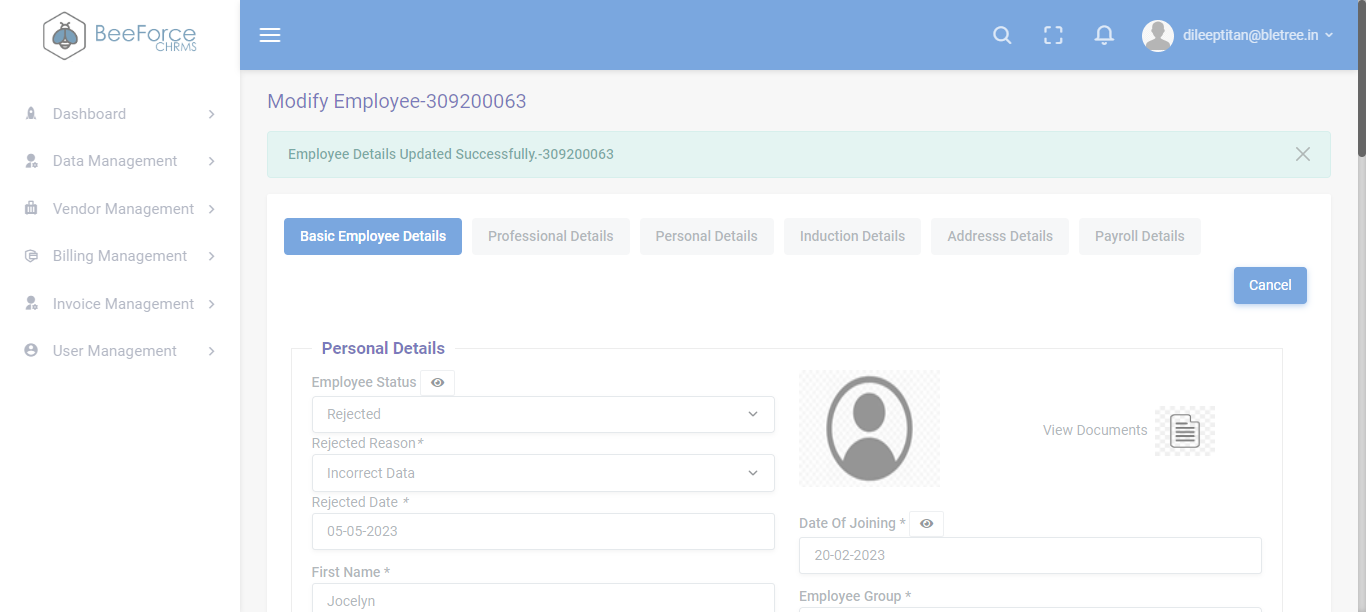 BeeForce
CHRMS
dileeptitan@bletree.in
Dashboard
Data Management
Vendor Management
Billing Management
Invoice Management
User Management
Modify Employee-309200063
Employee Details Updated Successfully.-309200063
Basic Employee Details
Professional Details
Personal Details
Induction Details
Addresss Details
Payroll Details
Cancel
Personal Details
Employee Status
Rejected
Rejected Reason*
Incorrect Data
Rejected Date *
05-05-2023
First Name *
Jocelyn
View Documents
Date Of Joining *
20-02-2023
Employee Group *